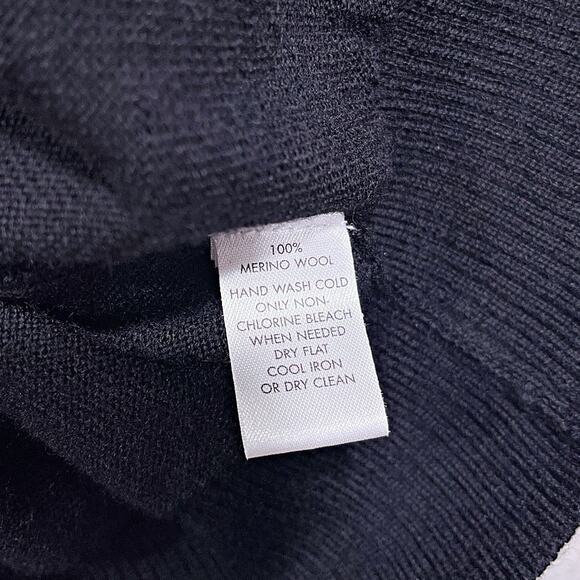 100%
MERINO WOOL
HAND WASH COLD
ONLY NON-
CHLORINE BLEACH
WHEN NEEDED
DRY FLAT
COOL IRON
OR DRY CLEAN